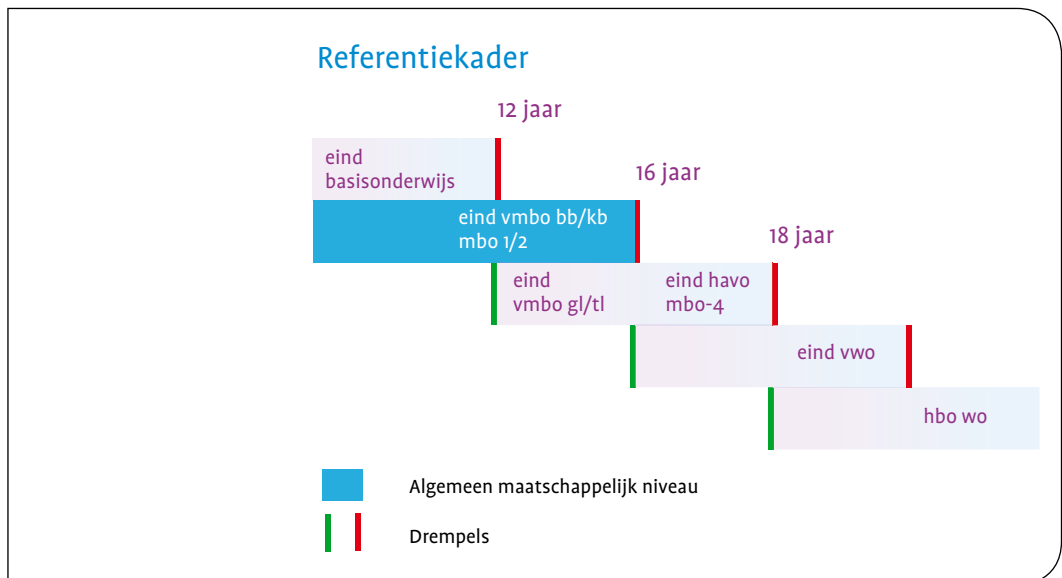 Referentiekader
12 jaar
eind
basisonderwijs
16 jaar
eind vmbo bb/kb
mbo 1/2
18 jaar
eind
vmbo gl/tl
eind havo
mbo-4
eind vwo
hbo wo
Algemeen maatschappelijk niveau
Drempels